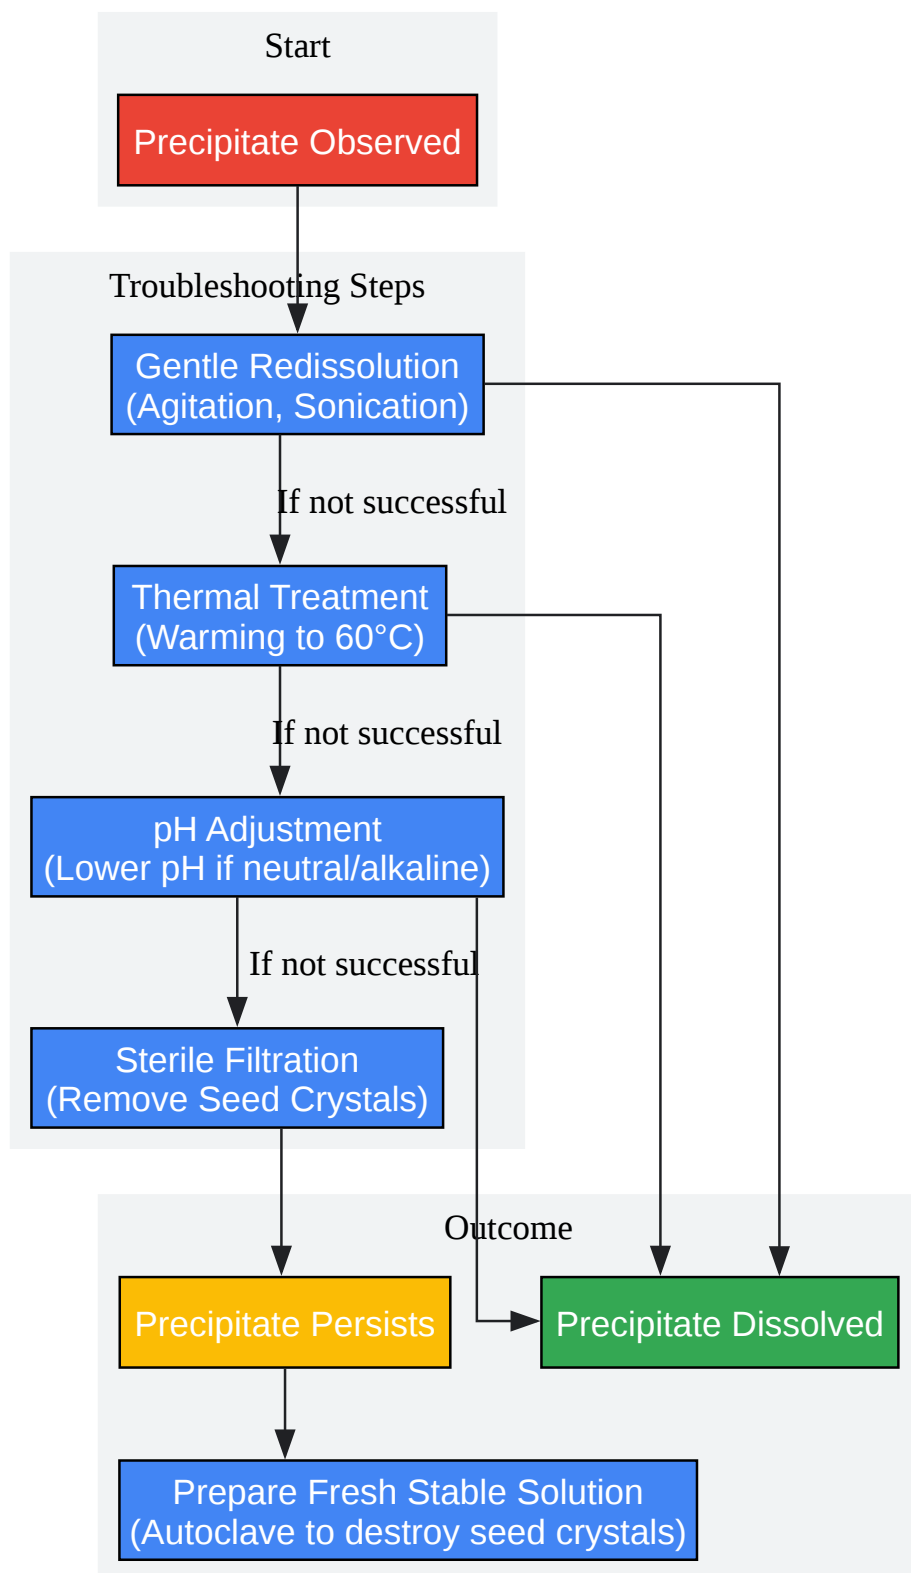 Start
Precipitate Observed
Troubleshooting Steps
Gentle Redissolution
(Agitation, Sonication)
If not successful
Thermal Treatment
(Warming to 60°C)
If not successful
pH Adjustment
(Lower pH if neutral/alkaline)
If not successful
Sterile Filtration
(Remove Seed Crystals)
Outcome
Precipitate Persists
Precipitate Dissolved
Prepare Fresh Stable Solution
(Autoclave to destroy seed crystals)